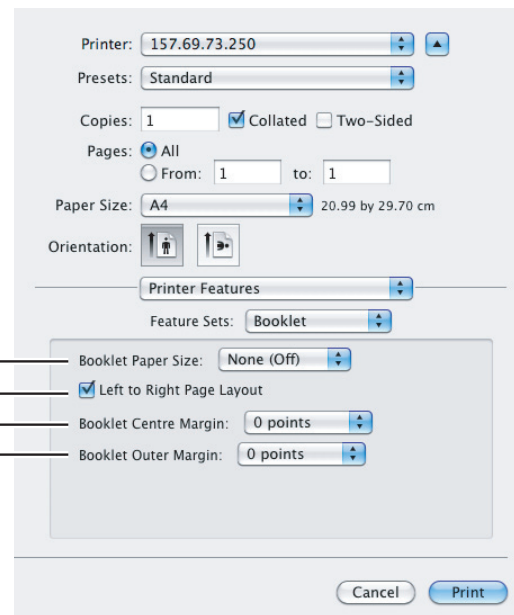 Printer: 157.69.73.250
Presets: Standard
Copies: 1 Collated Two-Sided
Pages: All
From: 1 to: 1
Paper Size: A4 20.99 by 29.70 cm
Orientation:
Printer Features
Feature Sets: Booklet
Booklet Paper Size: None (Off)
Left to Right Page Layout
Booklet Centre Margin: 0 points
Booklet Outer Margin: 0 points
Cancel Print